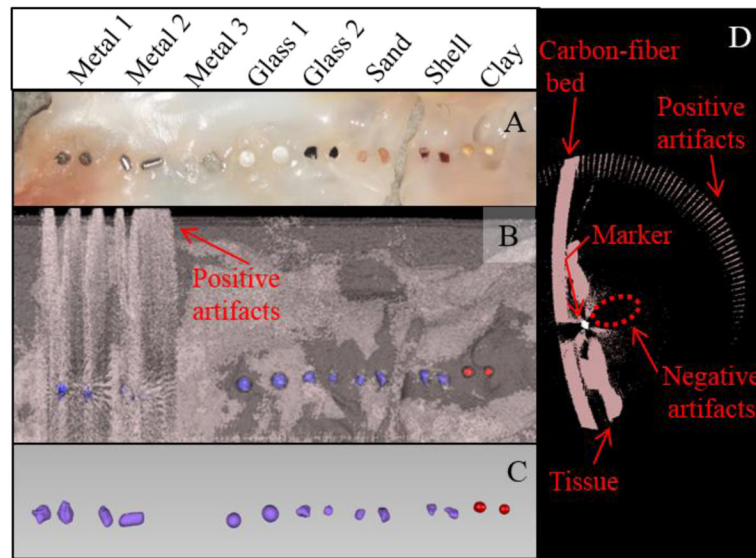 Metal 1
Metal 2
Metal 3
Glass 1
Glass 2
Sand
Shell
Clay
A
B
Positive
artifacts
C
D
Carbon-fiber
bed
Positive
artifacts
Marker
Negative
artifacts
Tissue